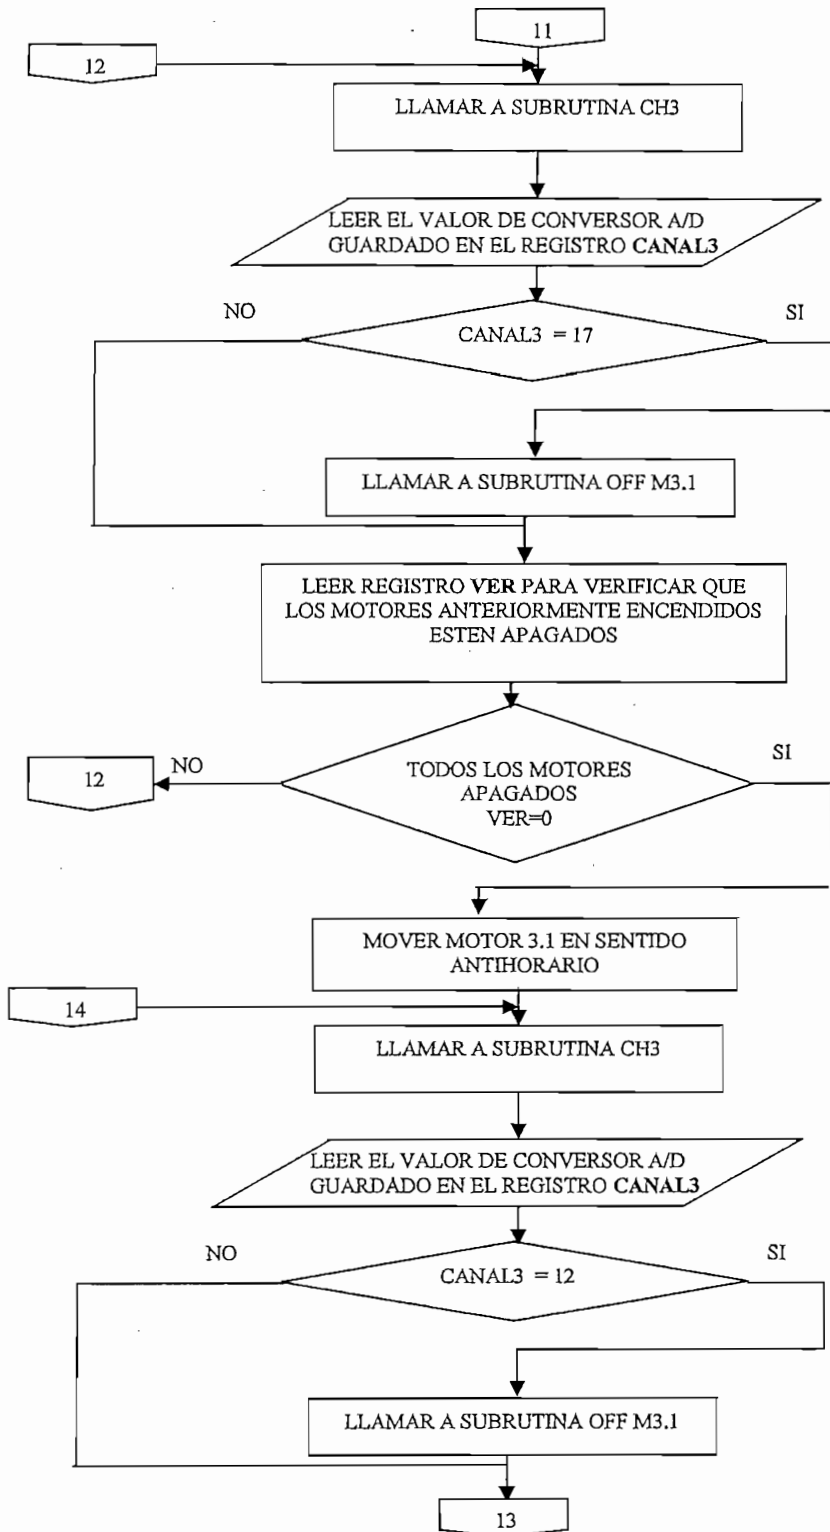 11
12
LLAMAR A SUBRUTINA CH3
LEER EL VALOR DE CONVERSOR A/D
GUARDADO EN EL REGISTRO CANAL3
NO
SI
CANAL3 = 17
LLAMAR A SUBRUTINA OFF M3.1
LEER REGISTRO VER PARA VERIFICAR QUE
LOS MOTORES ANTERIORMENTE ENCENDIDOS
ESTEN APAGADOS
12
NO
SI
TODOS LOS MOTORES
APAGADOS
VER=0
MOVER MOTOR 3.1 EN SENTIDO
ANTIHORARIO
14
LLAMAR A SUBRUTINA CH3
LEER EL VALOR DE CONVERSOR A/D
GUARDADO EN EL REGISTRO CANAL3
NO
SI
CANAL3 = 12
LLAMAR A SUBRUTINA OFF M3.1
13